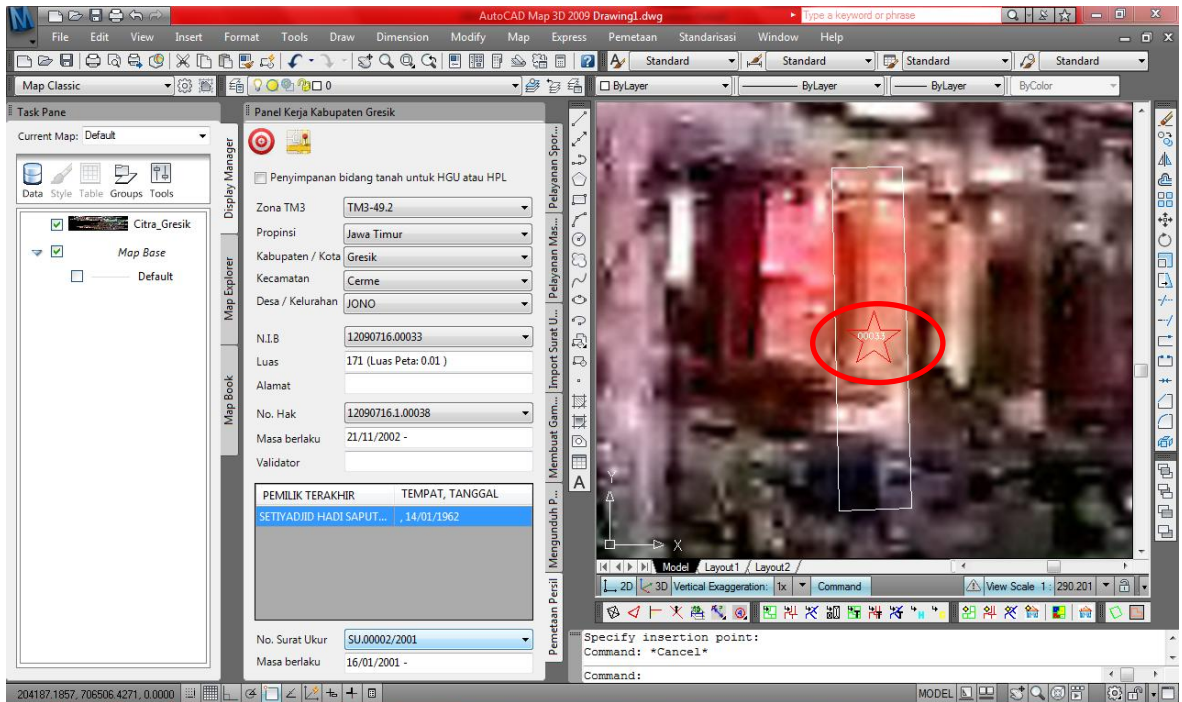 AutoCAD Map 3D 2009 Drawing1.dwg
Type a keyword or phrase
File Edit View Insert Format Tools Draw Dimension Modify Map Express Pemetaan Standarisasi Window Help
Standard Standard Standard Standard
Map Classic 0 ByLayer ByLayer ByLayer ByColor
Task Pane
Current Map: Default
Data Style Table Groups Tools
Citra_Gresik
Map Base
Default
Display Manager
Map Explorer
Map Book
Panel Kerja Kabupaten Gresik
Penyimpanan bidang tanah untuk HGU atau HPL
Zona TM3 TM3-49.2
Propinsi Jawa Timur
Kabupaten / Kota Gresik
Kecamatan Cerme
Desa / Kelurahan JONO
N.I.B 12090716.00033
Luas 171 (Luas Peta: 0.01 )
Alamat
No. Hak 12090716.1.00038
Masa berlaku 21/11/2002 -
Validator
PEMILIK TERAKHIR TEMPAT, TANGGAL
SETIYADJID HADI SAPUT... , 14/01/1962
No. Surat Ukur SU.00002/2001
Masa berlaku 16/01/2001 -
Pelayanan Spor...
Pelayanan Mas...
Import Surat U...
Membuat Gam...
Mengunduh P...
Pemetaan Persil
A
00033
Y
X
Model Layout1 Layout2
2D 3D Vertical Exaggeration: 1x Command View Scale 1 : 290.201
Specify insertion point:
Command: *Cancel*
Command:
204187.1857, 706506.4271, 0.0000 MODEL